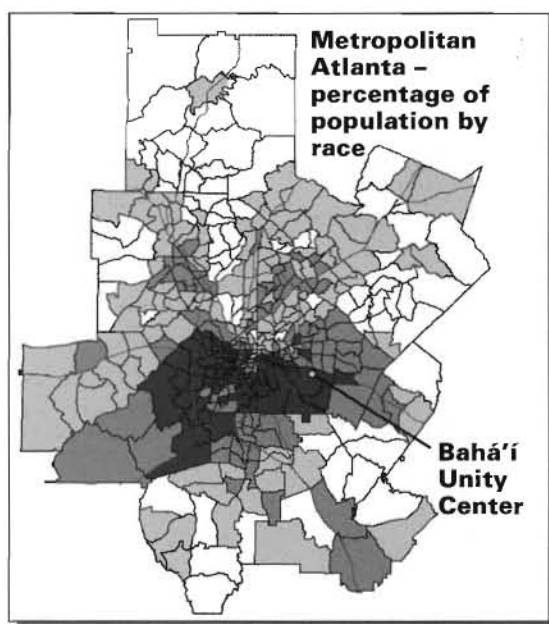 Metropolitan
Atlanta –
percentage of
population by
race
Bahá'í
Unity
Center